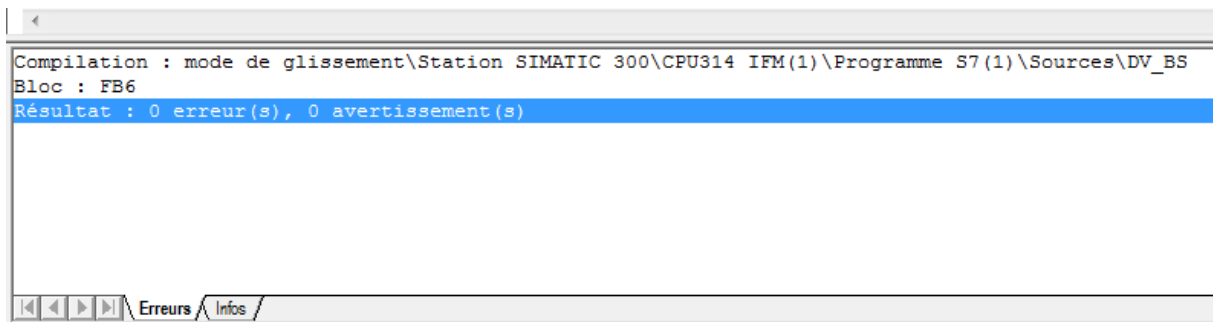 Compilation : mode de glissement\Station SIMATIC 300\CPU314 IFM(1)\Programme S7(1)\Sources\DV_BS
Bloc : FB6
Résultat : 0 erreur(s), 0 avertissement(s)
Erreurs Infos